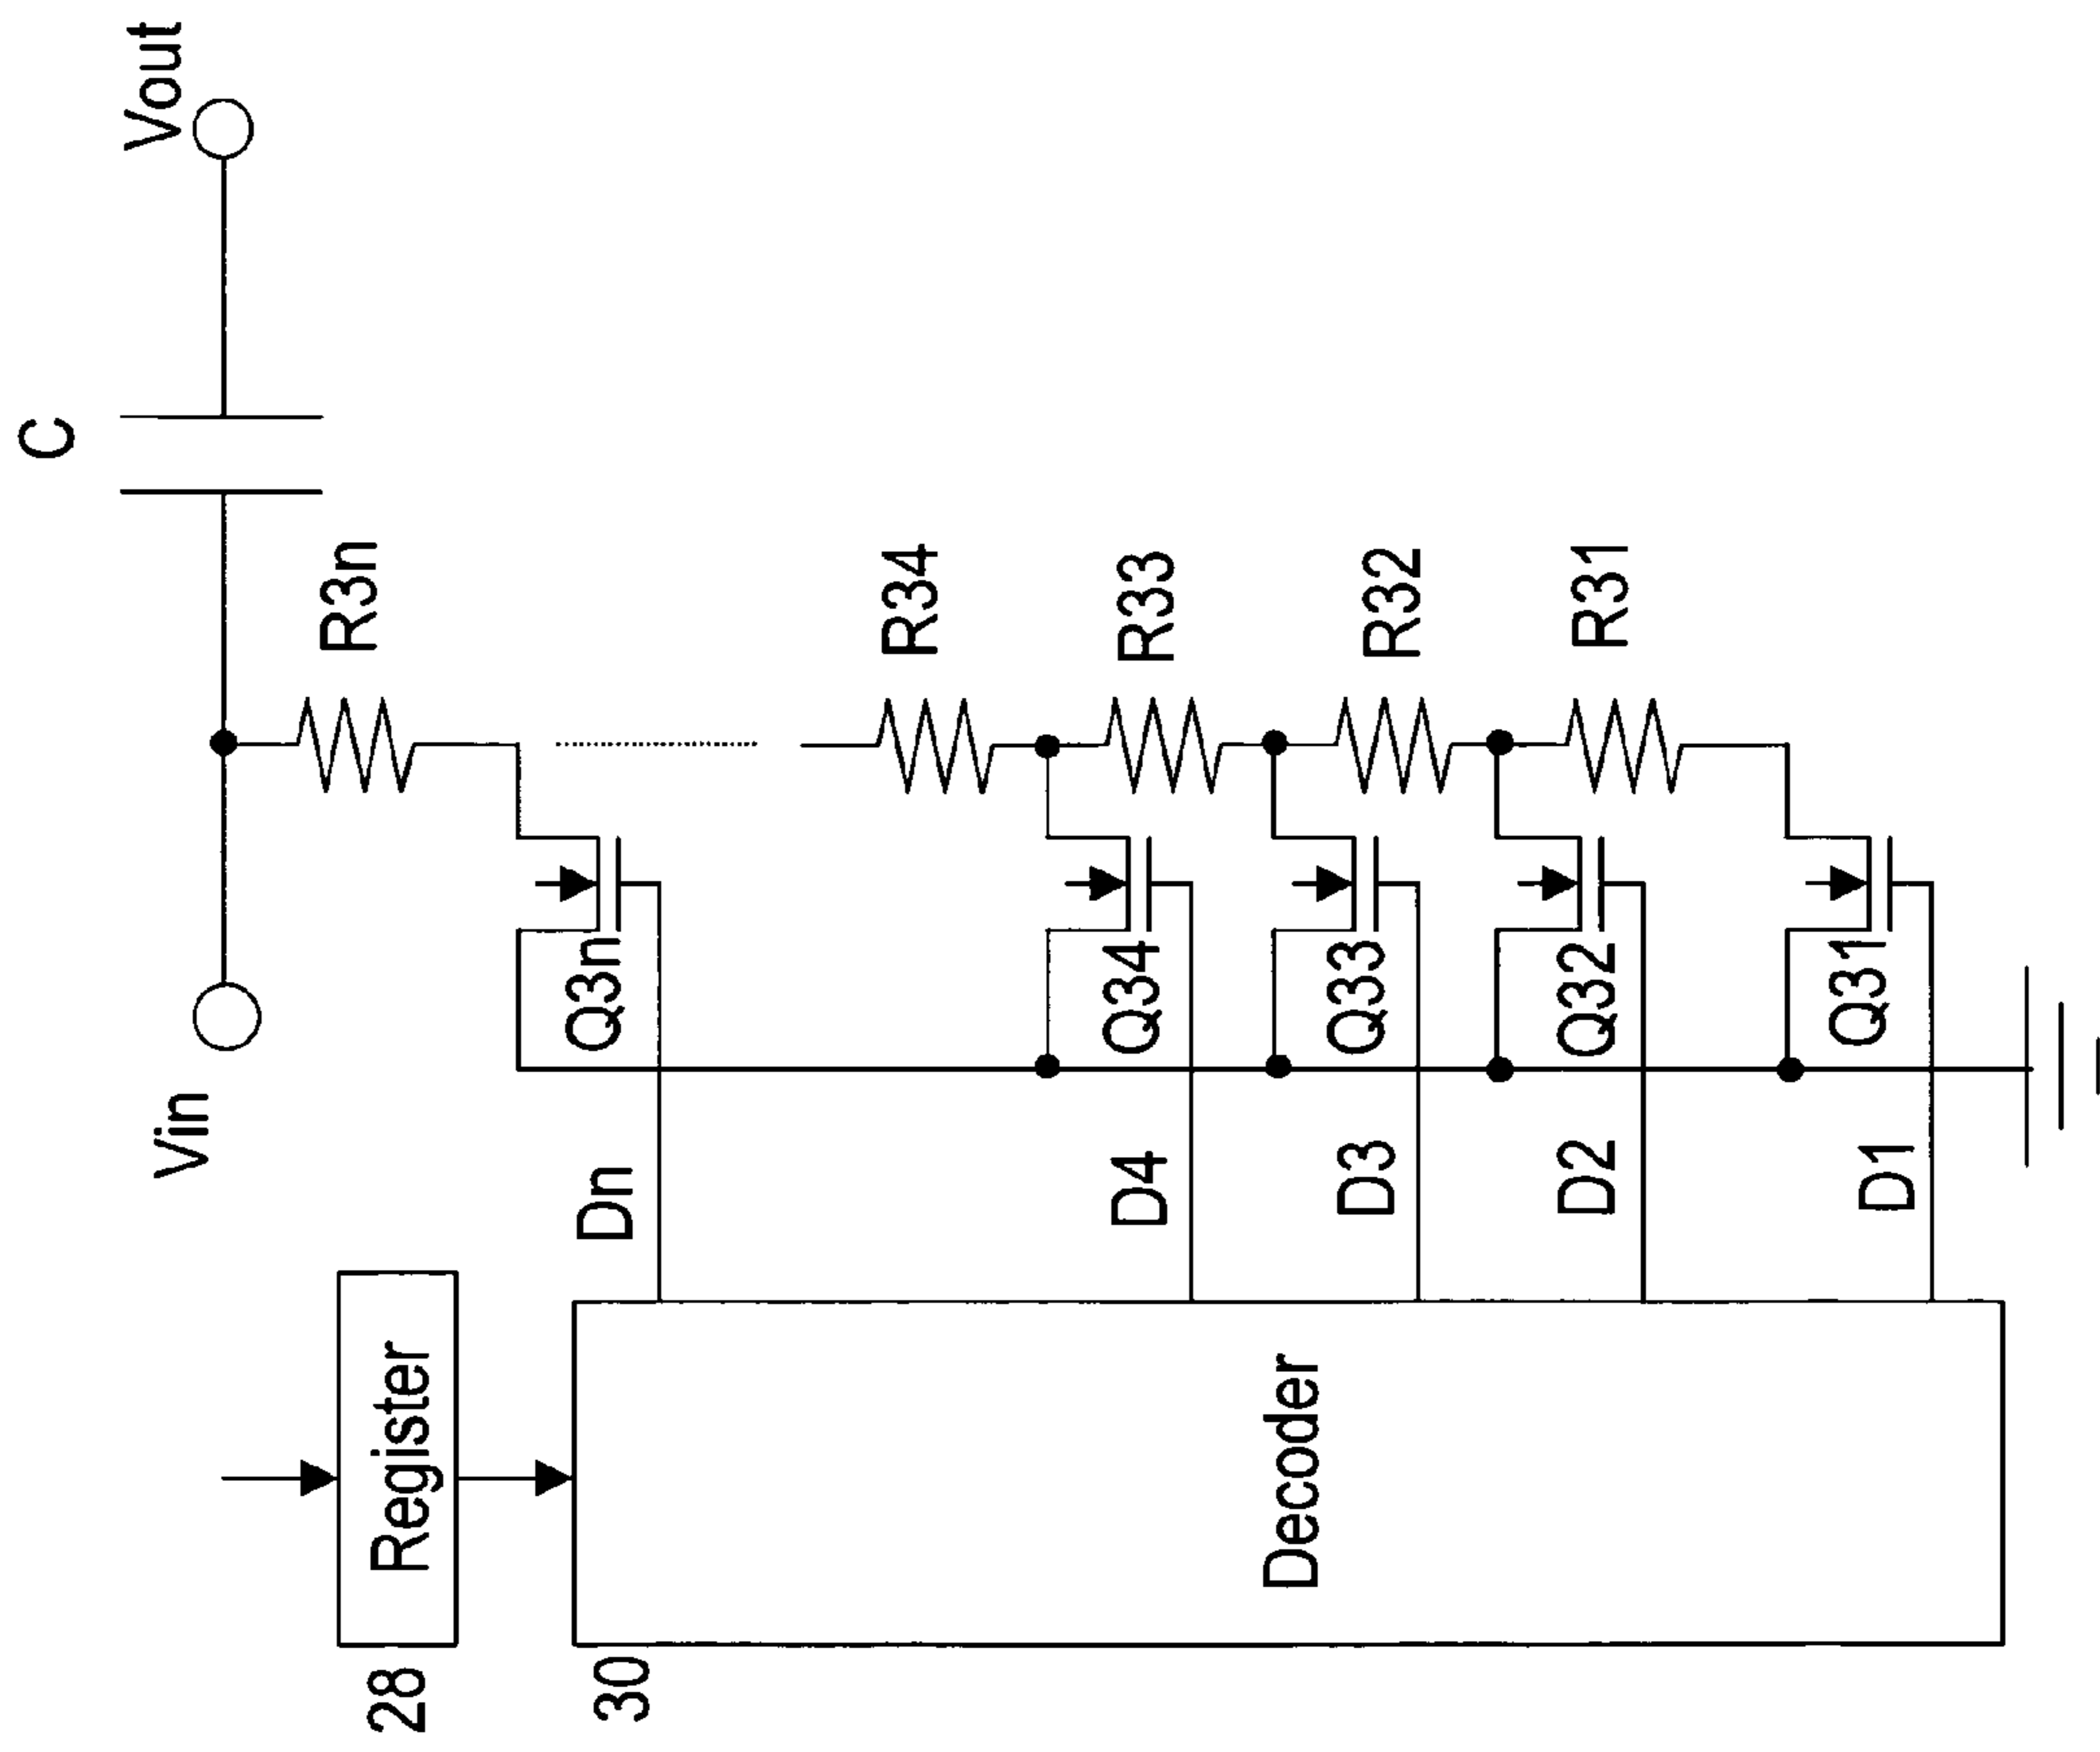 Vin
Vout
C
R3n
R34
R33
R32
R31
Q3n
Q34
Q33
Q32
Q31
Dn
D4
D3
D2
D1
Register
28
Decoder
30